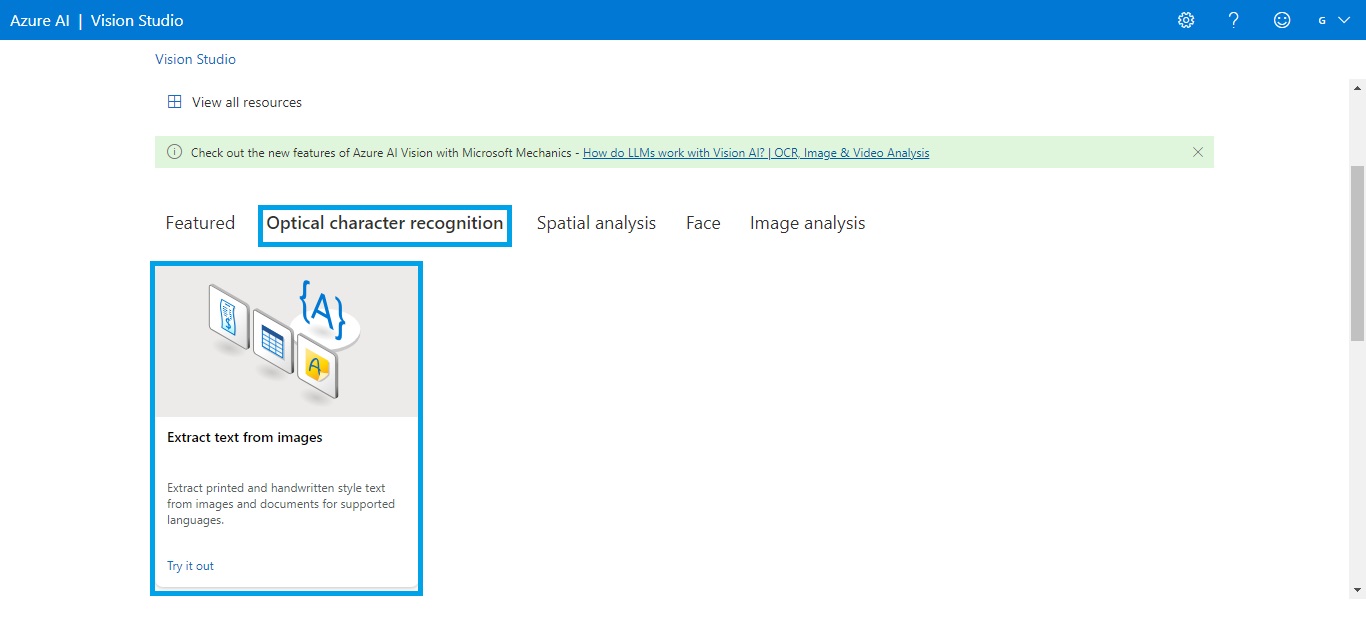 Azure AI | Vision Studio
G
Vision Studio
View all resources
Check out the new features of Azure AI Vision with Microsoft Mechanics - How do LLMs work with Vision AI? | OCR, Image & Video Analysis
Featured Optical character recognition Spatial analysis Face Image analysis
{A}
$
A
Extract text from images
Extract printed and handwritten style text
from images and documents for supported
languages.
Try it out